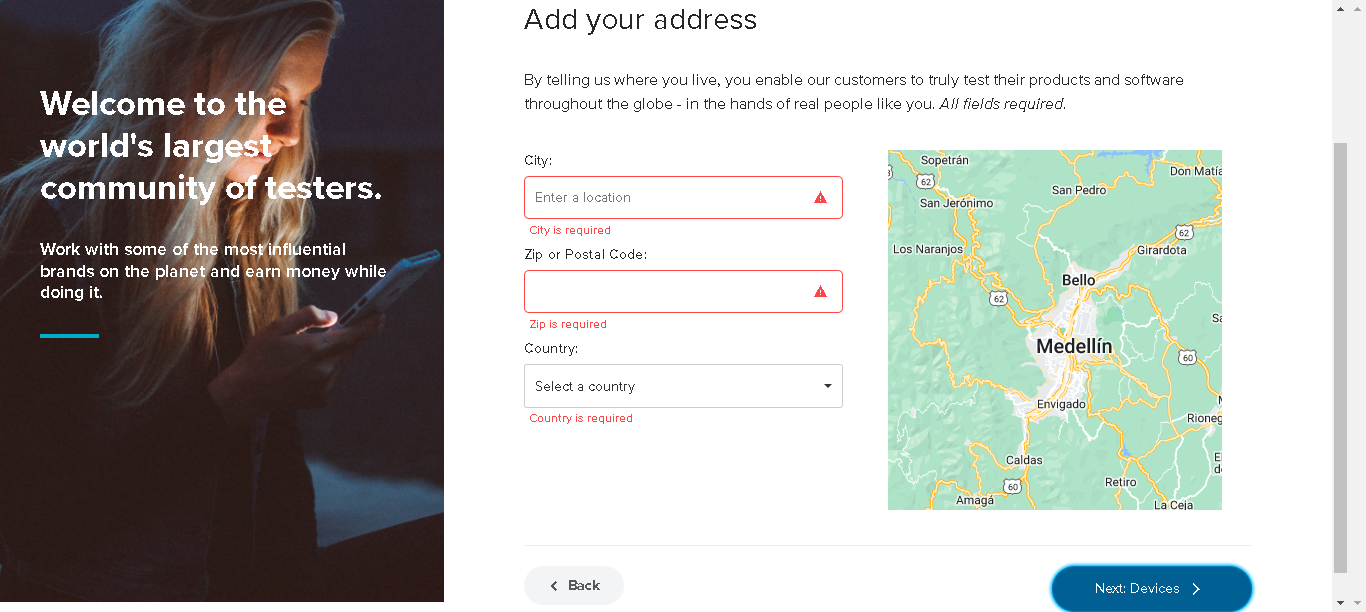 Welcome to the
world's largest
community of testers.
Work with some of the most influential
brands on the planet and earn money while
doing it.
Add your address
By telling us where you live, you enable our customers to truly test their products and software
throughout the globe - in the hands of real people like you. All fields required.
City:
Enter a location
City is required
Zip or Postal Code:
Zip is required
Country:
Select a country
Country is required
Sopetrán
Don Matía
62
San Pedro
San Jerónimo
62
Los Naranjos
Girardota
Bello
62
Medellín
60
Envigado
Rioneg
Caldas
Retiro
60
Amagá
La Ceja
Back
Next: Devices